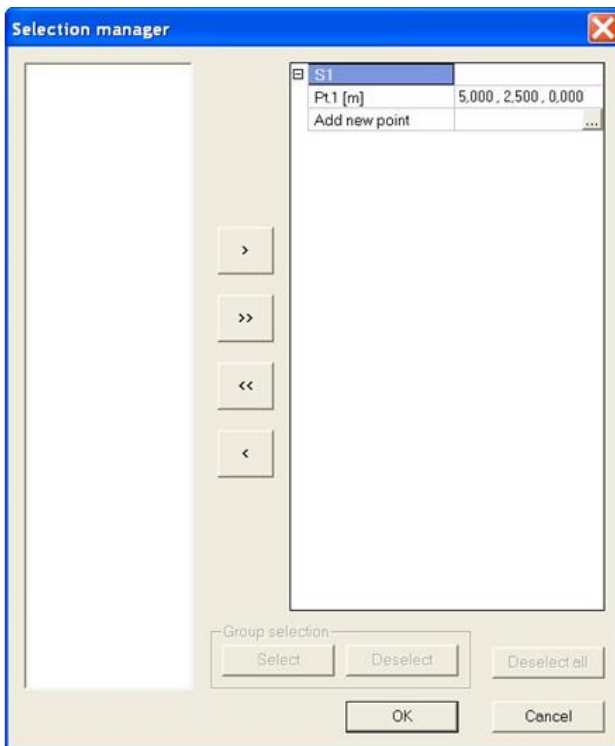 Selection manager
S1
Pt.1 [m] 5,000 , 2,500 , 0,000
Add new point ...
>
>>
<<
<
Group selection
Select Deselect Deselect all
OK Cancel